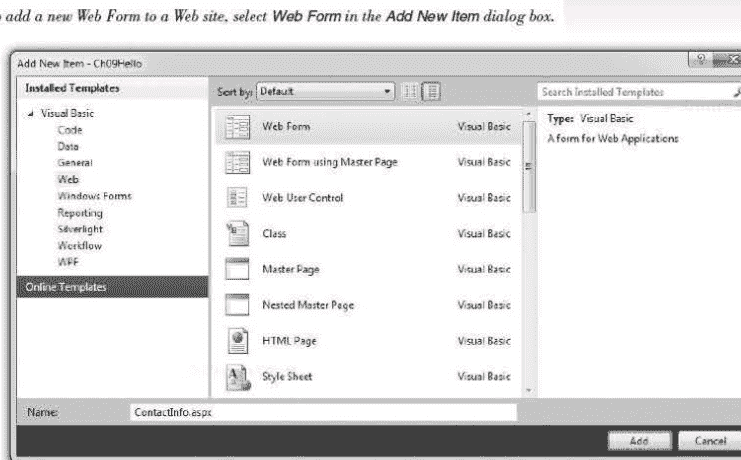 o add a new Web Form to a Web site, select Web Form in the Add New Item dialog box.
Add New Item - Ch09Hello
Installed Templates
Sort by: Default
Search Installed Templates
Visual Basic
Code
Data
General
Web
Windows Forms
Reporting
Silverlight
Workflow
WPF
Online Templates
Web Form Visual Basic
Web Form using Master Page Visual Basic
Web User Control Visual Basic
Class Visual Basic
Master Page Visual Basic
Nested Master Page Visual Basic
HTML Page Visual Basic
Style Sheet Visual Basic
Type: Visual Basic
A form for Web Applications
Name: ContactInfo.aspx
Add Cancel